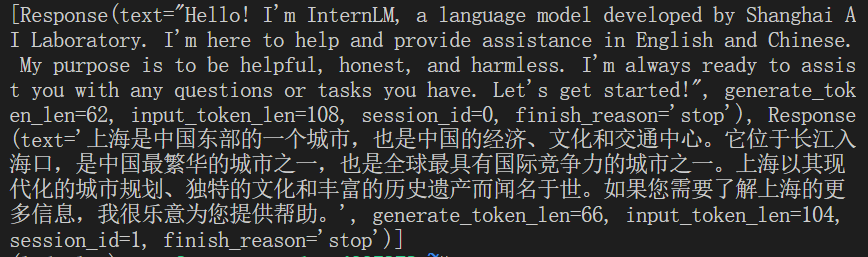 [Response(text="Hello! I'm InternLM, a language model developed by Shanghai A
I Laboratory. I'm here to help and provide assistance in English and Chinese.
 My purpose is to be helpful, honest, and harmless. I'm always ready to assis
t you with any questions or tasks you have. Let's get started!", generate_tok
en_len=62, input_token_len=108, session_id=0, finish_reason='stop'), Response
(text='上海是中国东部的一个城市，也是中国的经济、文化和交通中心。它位于长江入
海口，是中国最繁华的城市之一，也是全球最具有国际竞争力的城市之一。上海以其现
代化的城市规划、独特的文化和丰富的历史遗产而闻名于世。如果您需要了解上海的更
多信息，我很乐意为您提供帮助。', generate_token_len=66, input_token_len=104,
session_id=1, finish_reason='stop')]